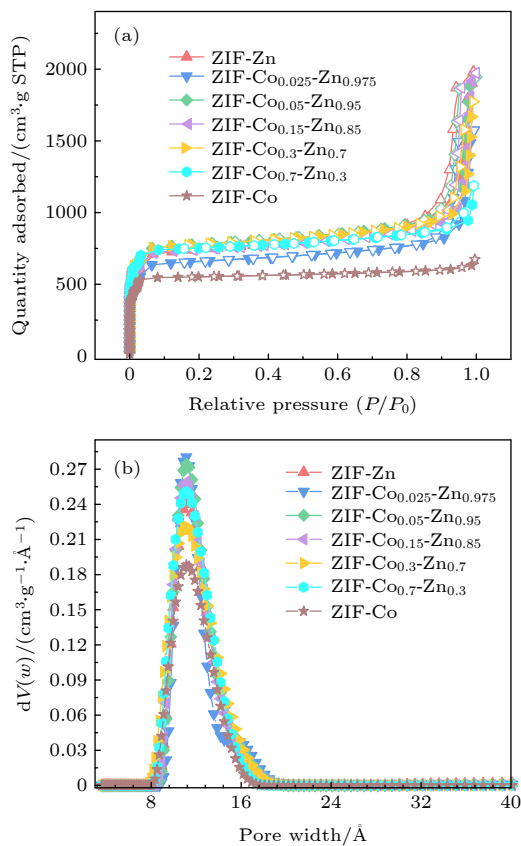 (a)
ZIF-Zn
ZIF-Co0.025-Zn0.975
ZIF-Co0.05-Zn0.95
ZIF-Co0.15-Zn0.85
ZIF-Co0.3-Zn0.7
ZIF-Co0.7-Zn0.3
ZIF-Co
Quantity adsorbed/(cm³·g STP)
2000
1500
1000
500
0
0 0.2 0.4 0.6 0.8 1.0
Relative pressure (P/P0)
(b)
ZIF-Zn
ZIF-Co0.025-Zn0.975
ZIF-Co0.05-Zn0.95
ZIF-Co0.15-Zn0.85
ZIF-Co0.3-Zn0.7
ZIF-Co0.7-Zn0.3
ZIF-Co
dV(w)/(cm³·g⁻¹·Å⁻¹)
0.27
0.24
0.21
0.18
0.15
0.12
0.09
0.06
0.03
0
8 16 24 32 40
Pore width/Å